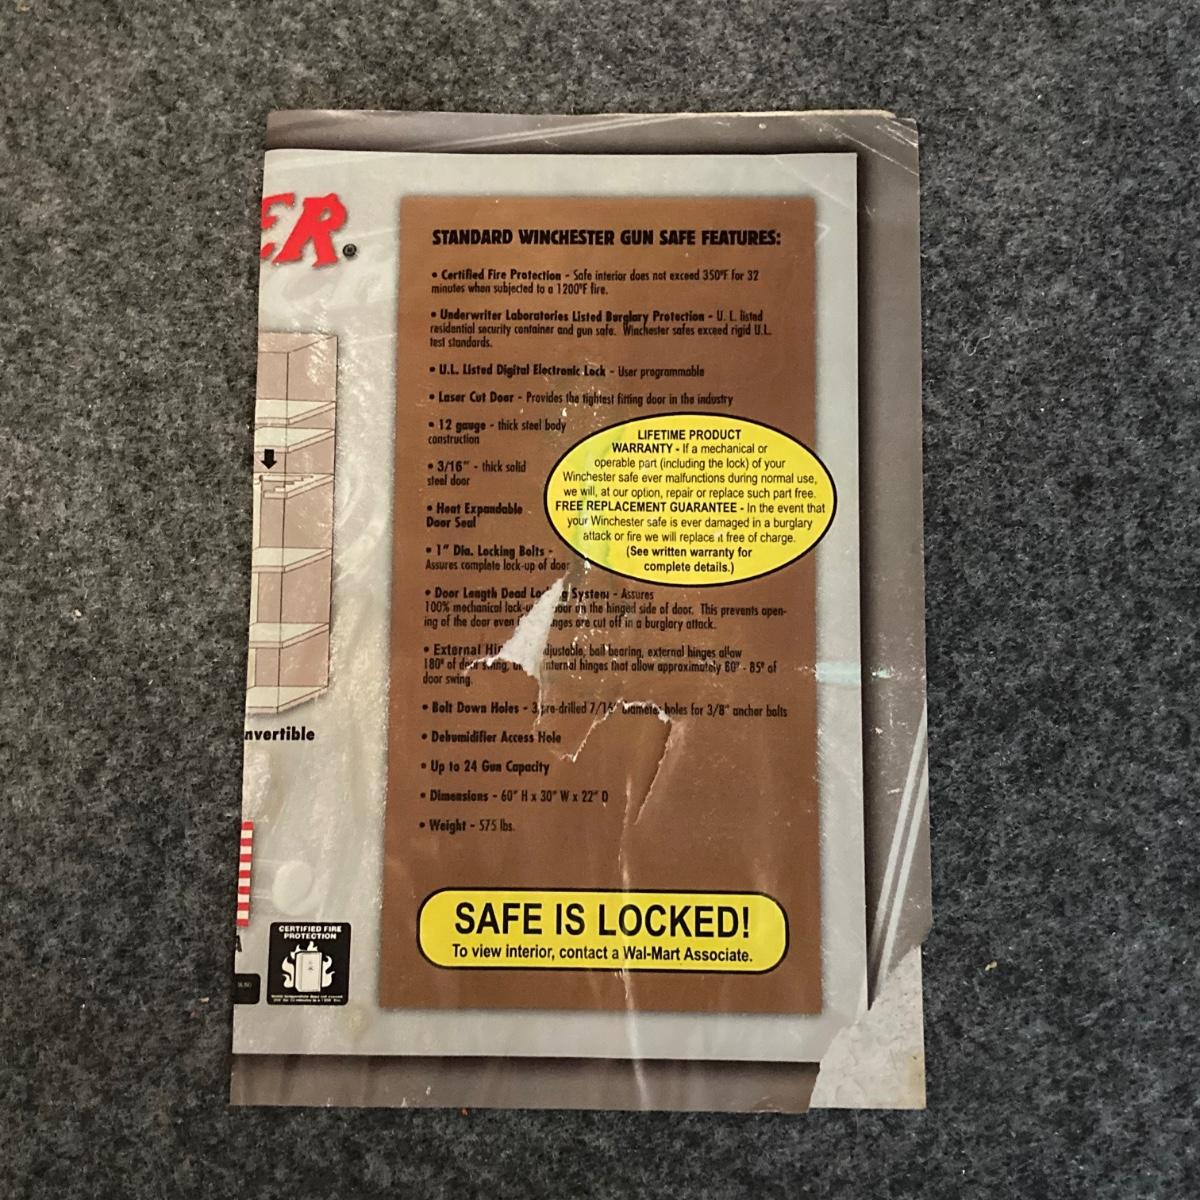 ER®
STANDARD WINCHESTER GUN SAFE FEATURES:
• Certified Fire Protection - Safe interior does not exceed 350°F for 32
minutes when subjected to a 1200°F fire.
• Underwriter Laboratories Listed Burglary Protection - U. L. listed
residential security container and gun safe. Winchester safes exceed rigid U.L.
test standards.
• U.L. Listed Digital Electronic Lock - User programmable
• Laser Cut Door - Provides the tightest fitting door in the industry
• 12 gauge - thick steel body
construction
• 3/16" - thick solid
steel door
• Heat Expandable
Door Seal
• 1" Dia. Locking Bolts -
Assures complete lock-up of door
LIFETIME PRODUCT
WARRANTY - If a mechanical or
operable part (including the lock) of your
Winchester safe ever malfunctions during normal use,
we will, at our option, repair or replace such part free.
FREE REPLACEMENT GUARANTEE - In the event that
your Winchester safe is ever damaged in a burglary
attack or fire we will replace it free of charge.
(See written warranty for
complete details.)
• Door Length Dead System - Assures
100% mechanical lock-u on the hinged side of door. This prevents open-
ing of the door even nges are cut off in a burglary attack.
• External Hi djustable, ball bearing, external hinges allow
180° of door swing, internal hinges that allow approximately 60° - 85° of
door swing.
• Bolt Down Holes - 3 pre-drilled 7/16" diameter holes for 3/8" anchor bolts
• Dehumidifier Access Hole
• Up to 24 Gun Capacity
• Dimensions - 60" H x 30" W x 22" D
• Weight - 575 lbs.
SAFE IS LOCKED!
To view interior, contact a Wal-Mart Associate.
nvertible
A
CERTIFIED FIRE
PROTECTION